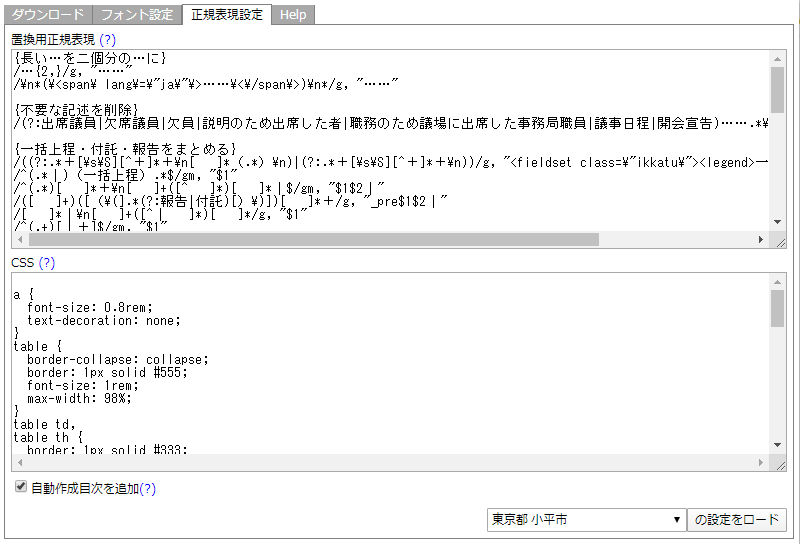 ダウンロード フォント設定 正規表現設定 Help
置換用正規表現 (?)
{長い…を二個分の…に}
/…{2,}/g, "……"
/¥n*(¥<span¥ lang¥=¥"ja¥"¥>……¥<¥/span¥>)¥n*/g, "……"
{不要な記述を削除}
/(?:出席議員|欠席議員|欠員|説明のため出席した者|職務のため議場に出席した事務局職員|議事日程|開会宣告)…….*¥
{一括上程・付託・報告をまとめる}
/((?:.*＋[¥s¥S][^＋]*＋¥n[　 ]*（.*）¥n)|(?:.*＋[¥s¥S][^＋]*＋¥n))/g, "<fieldset class=¥"ikkatu¥"><legend>一
/^(.*｜)（一括上程）.*$/gm, "$1"
/^(.*)[　 ]*＋¥n[　 ]+([^　 ]*)[　 ]*｜$/gm, "$1$2｜"
/([　 ]+)([（¥(].*(?:報告|付託)[）¥)])[　 ]*＋/g, "_pre$1$2｜"
/[　 ]*｜¥n[　 ]+([^｜　 ]*)[　 ]*/g, "$1"
/^(.+)[｜＋]$/gm, "$1"
CSS (?)
a {
font-size: 0.8rem;
text-decoration: none;
}
table {
border-collapse: collapse;
border: 1px solid #555;
font-size: 1rem;
max-width: 98%;
}
table td,
table th {
border: 1px solid #333;
自動作成目次を追加(?)
東京都 小平市 の設定をロード